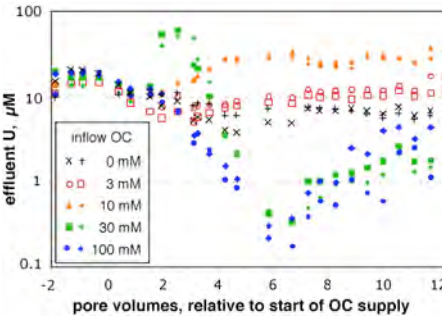 100
10
1
0.1
effluent U, µM
inflow OC
× + 0 mM
3 mM
10 mM
30 mM
100 mM
-2 0 2 4 6 8 10 12
pore volumes, relative to start of OC supply